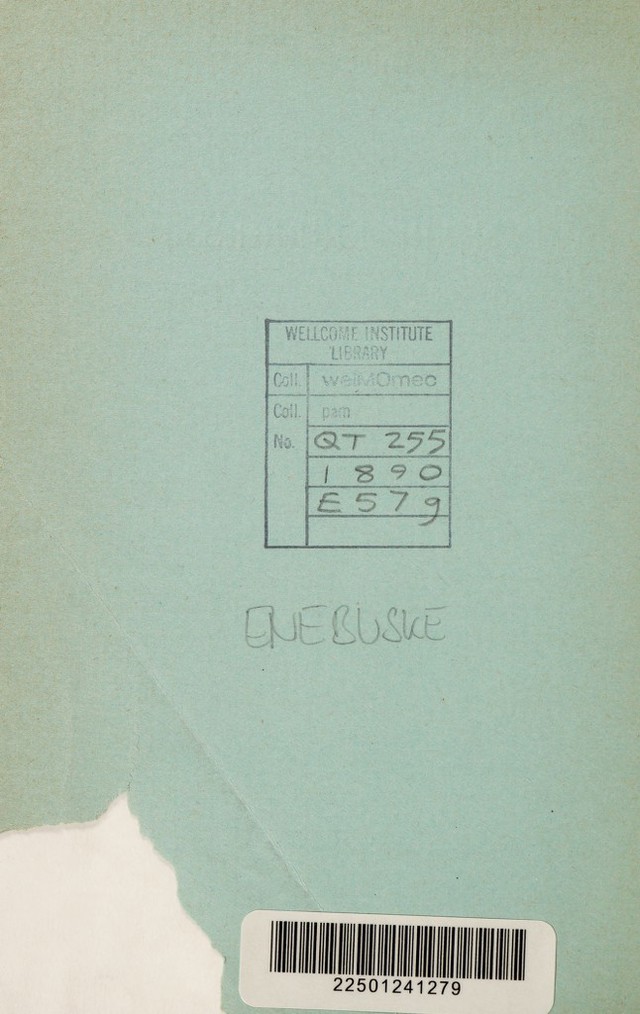 WELLCOME INSTITUTE
LIBRARY
Coll. welMOmec
Coll. pam
No. QT 255
1890
E57g
ENEBUSKE
22501241279